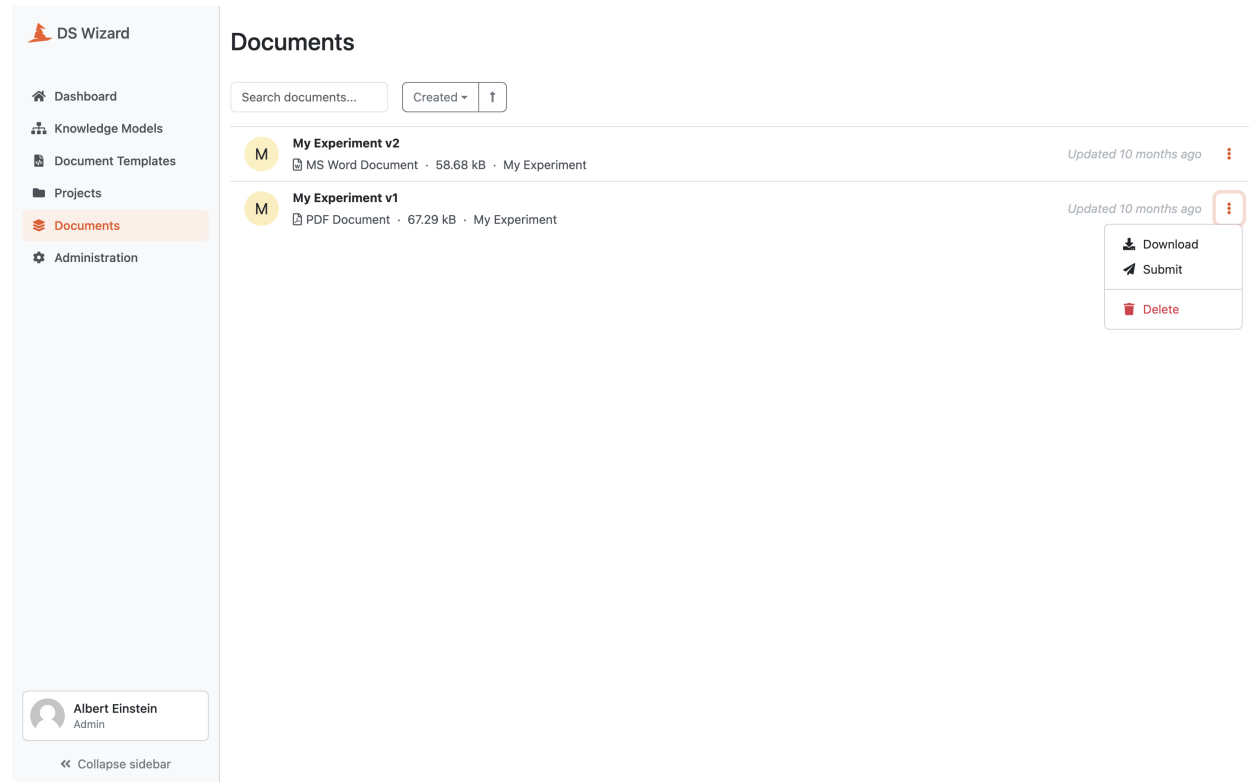 DS Wizard
Dashboard
Knowledge Models
Document Templates
Projects
Documents
Administration
Albert Einstein
Admin
Collapse sidebar
Documents
Search documents...
Created
M
My Experiment v2
MS Word Document · 58.68 kB · My Experiment
Updated 10 months ago
M
My Experiment v1
PDF Document · 67.29 kB · My Experiment
Updated 10 months ago
Download
Submit
Delete